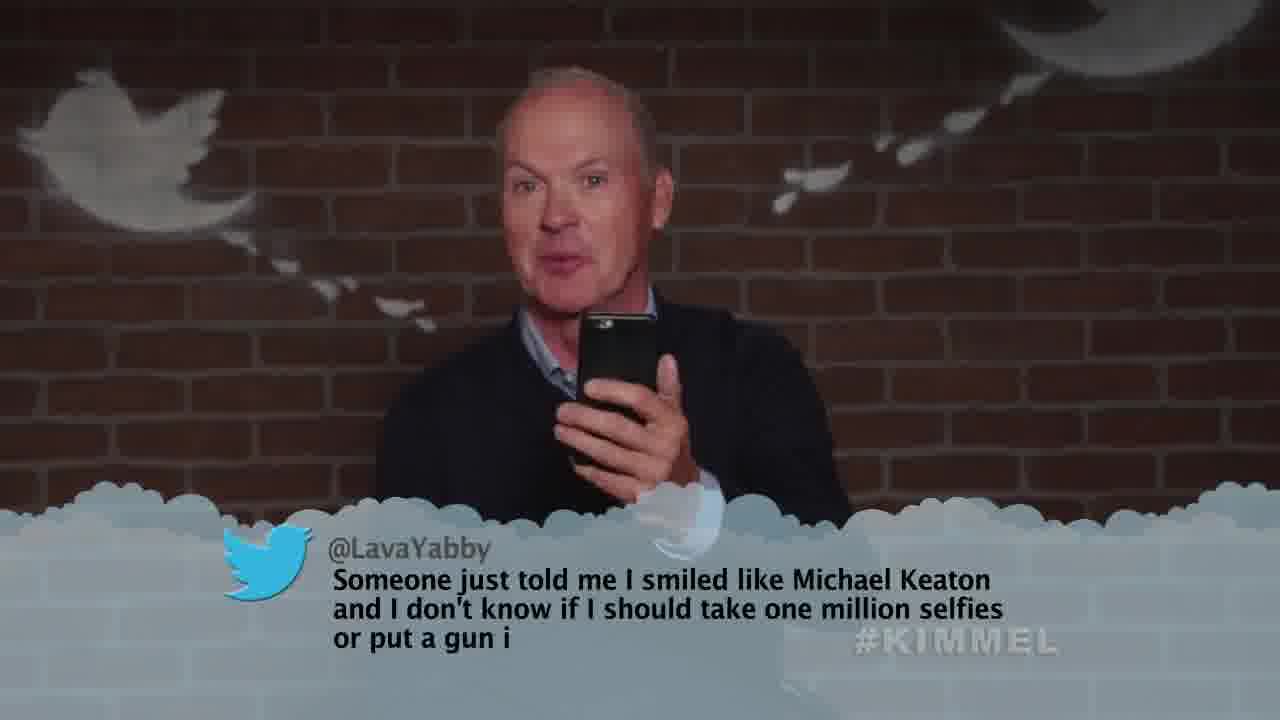 @LavaYabby
Someone just told me I smiled like Michael Keaton
and I don't know if I should take one million selfies
or put a gun i
#KIMMEL